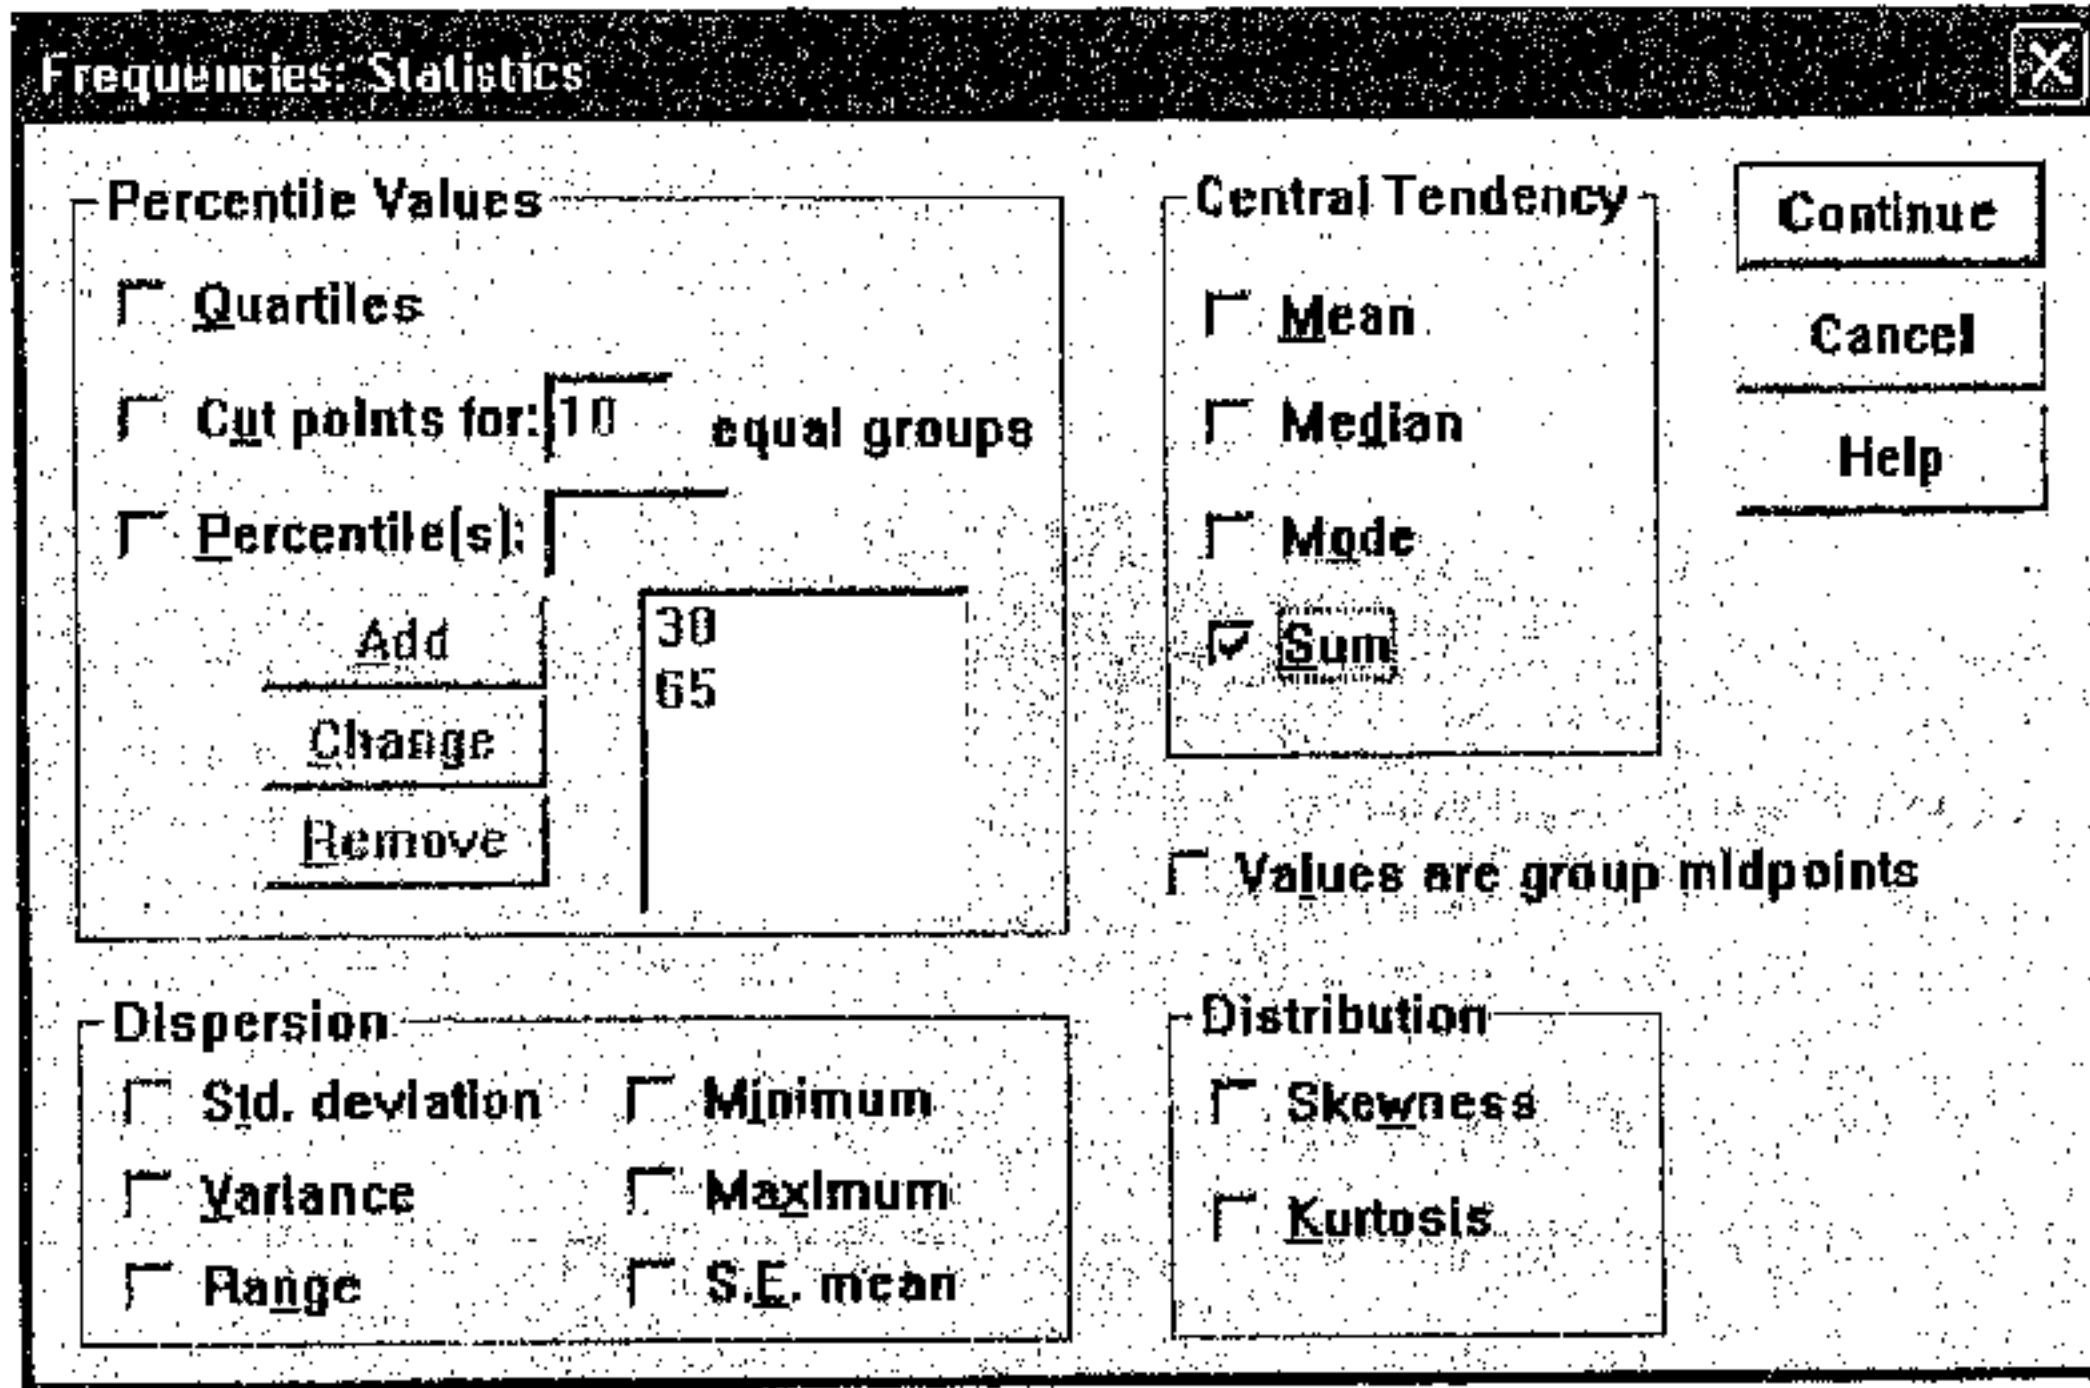 Frequencies: Statistics
Percentile Values
Quartiles
Cut points for: 10 equal groups
Percentile(s):
Add
Change
Remove
30
65
Central Tendency
Mean
Median
Mode
Sum
Continue
Cancel
Help
Values are group midpoints
Dispersion
Std. deviation
Minimum
Variance
Maximum
Range
S.E. mean
Distribution
Skewness
Kurtosis